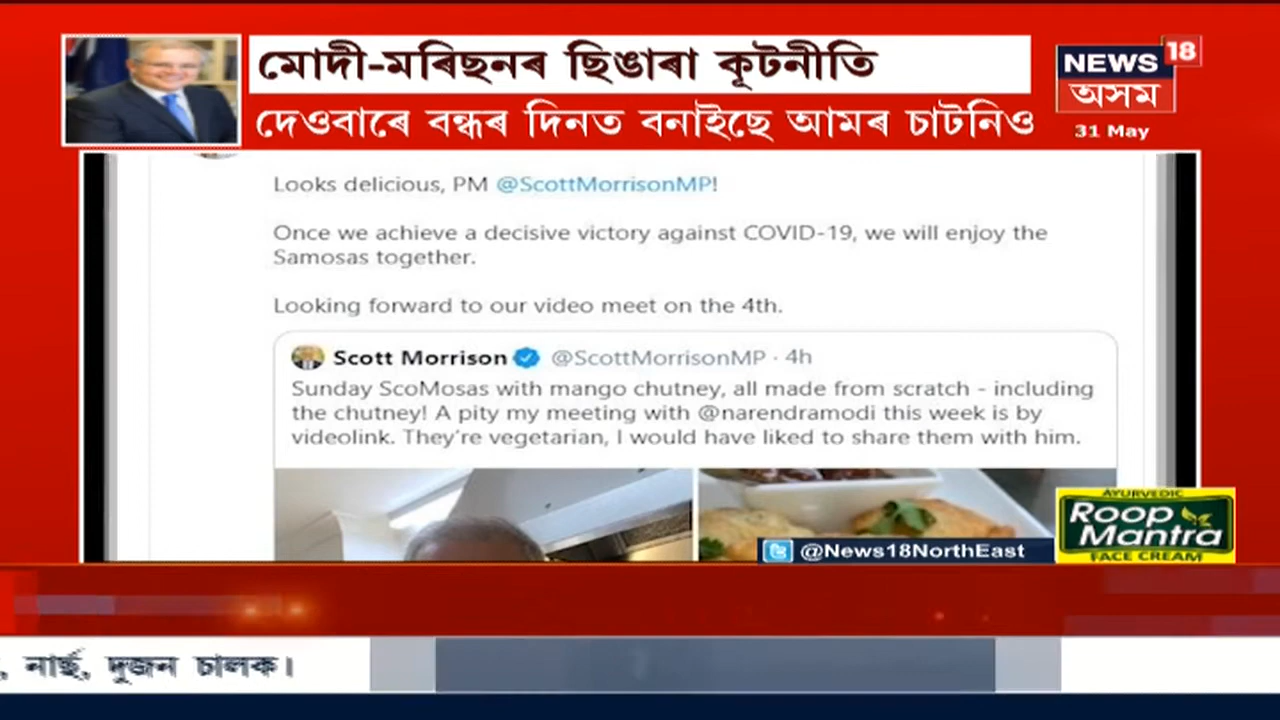 মোদী-মৰিছনৰ ছিঙাৰা কূটনীতি
দেওবাৰে বন্ধৰ দিনত বনাইছে আমৰ চাটনিও
NEWS 18
অসম
31 May
Looks delicious, PM @ScottMorrisonMP!
Once we achieve a decisive victory against COVID-19, we will enjoy the
Samosas together.
Looking forward to our video meet on the 4th.
Scott Morrison @ScottMorrisonMP · 4h
Sunday ScoMosas with mango chutney, all made from scratch - including
the chutney! A pity my meeting with @narendramodi this week is by
videolink. They're vegetarian, I would have liked to share them with him.
@News18NorthEast
AYURVEDIC
Roop
Mantra
FACE CREAM
, নাৰ্ছ, দুজন চালক।